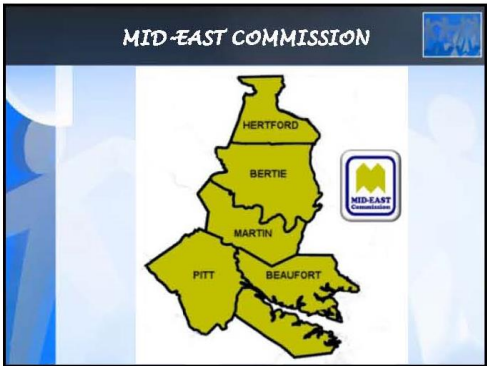 MID-EAST COMMISSION
HERTFORD
BERTIE
MID-EAST
Commission
MARTIN
PITT
BEAUFORT